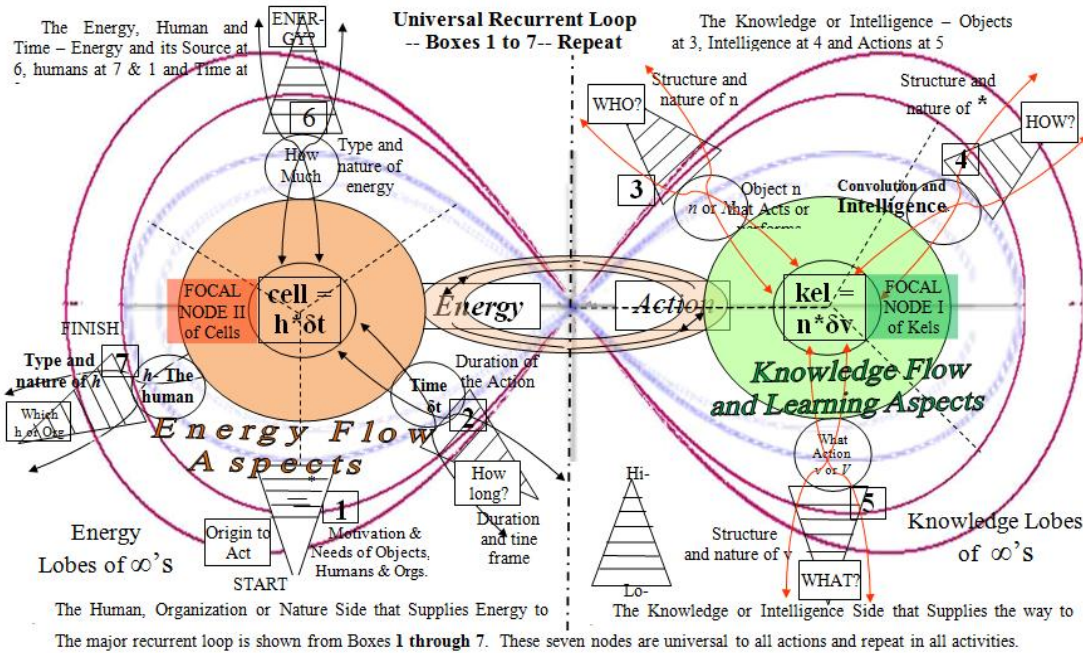 Universal Recurrent Loop
-- Boxes 1 to 7-- Repeat
The Energy, Human and
Time – Energy and its Source at
6, humans at 7 & 1 and Time at
ENER-
GY?
6
How
Much
Type and
nature of
energy
The Knowledge or Intelligence – Objects
at 3, Intelligence at 4 and Actions at 5
Structure and
nature of n
WHO?
3
n or N
Object n
that Acts or
performs
Structure and
nature of *
HOW?
4
Convolution and
Intelligence.
FOCAL
NODE II
of Cells
cell =
h*δt
Energy
Action
kel =
n*δv
FOCAL
NODE I
of Kels
FINISH
7
Type and
nature of h
h- The
human
Which
h or Org
Energy Flow
Aspects
Time
δt
Duration of
the Action
2
How
long?
Duration
and tine
frame
Knowledge Flow
and Learning Aspects
What
Action
v or V
5
Structure
and nature of v
WHAT?
Hi-
Lo-
Knowledge Lobes
of ∞'s
Energy
Lobes of ∞'s
Origin to
Act
*
1
Motivation &
Needs of Objects,
Humans & Orgs.
START
The Human, Organization or Nature Side that Supplies Energy to
The Knowledge or Intelligence Side that Supplies the way to
The major recurrent loop is shown from Boxes 1 through 7. These seven nodes are universal to all actions and repeat in all activities.